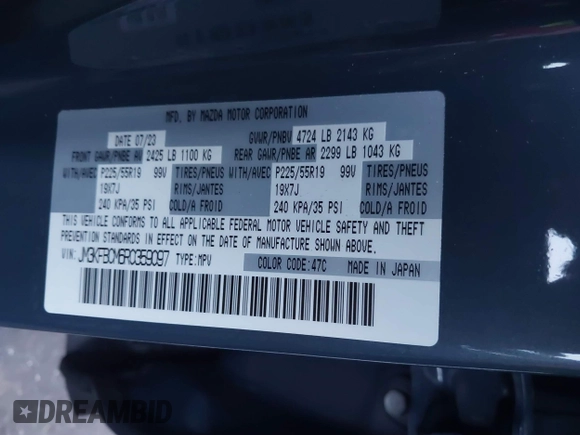 MFD. BY MAZDA MOTOR CORPORATION
DATE 07/23 GVWR/PNBV 4724 LB 2143 KG
FRONT GAWR/PNBE AV 2425 LB 1100 KG REAR GAWR/PNBE AR 2299 LB 1043 KG
WITH/AVEC P225/55R19 99V TIRES/PNEUS WITH/AVEC P225/55R19 99V TIRES/PNEUS
19X7J RIMS/JANTES 19X7J RIMS/JANTES
240 KPA/35 PSI COLD/A FROID 240 KPA/35 PSI COLD/A FROID
THIS VEHICLE CONFORMS TO ALL APPLICABLE FEDERAL MOTOR VEHICLE SAFETY AND THEFT
PREVENTION STANDARDS IN EFFECT ON THE DATE OF MANUFACTURE SHOWN ABOVE.
VIN: JM3KFBCM6R0359097 TYPE:MPV COLOR CODE:47C MADE IN JAPAN
DREAMBID